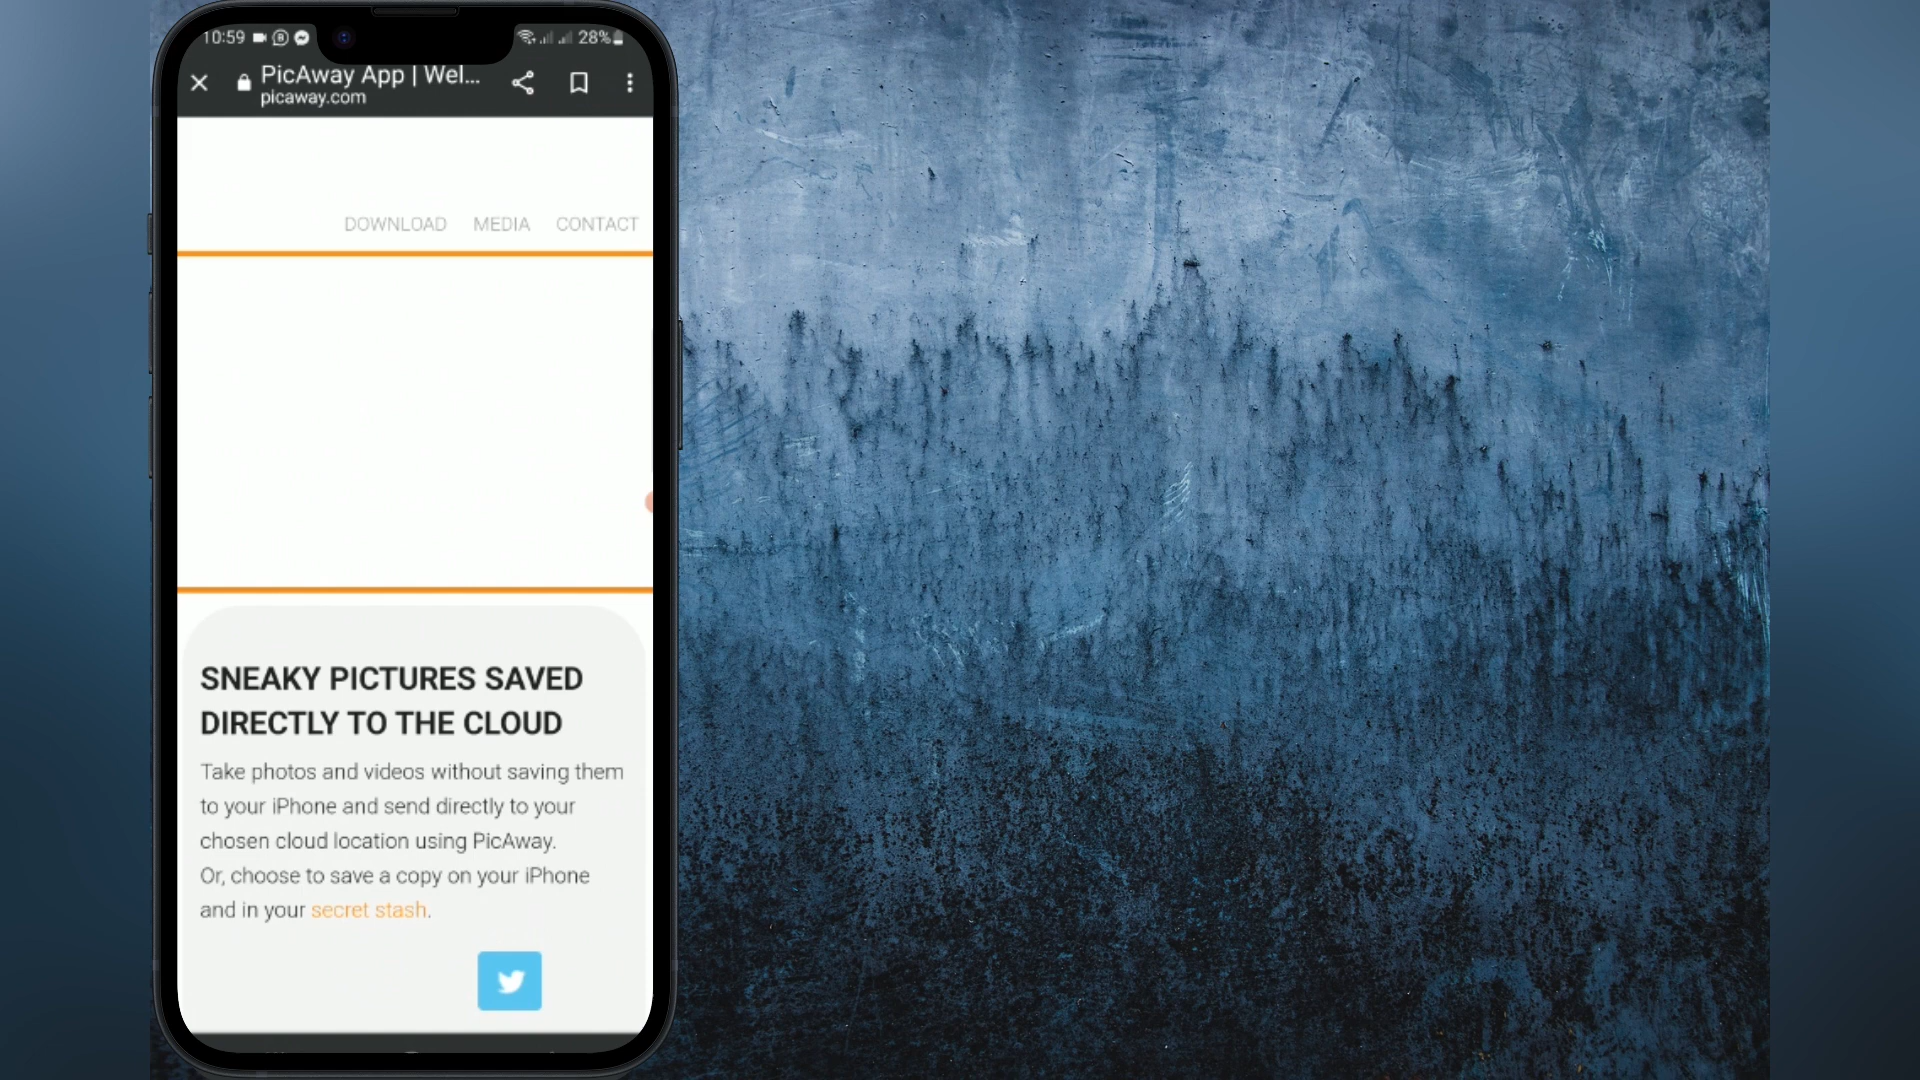 10:59
28%
PicAway App | Wel...
picaway.com
DOWNLOAD MEDIA CONTACT
SNEAKY PICTURES SAVED
DIRECTLY TO THE CLOUD
Take photos and videos without saving them
to your iPhone and send directly to your
chosen cloud location using PicAway.
Or, choose to save a copy on your iPhone
and in your secret stash.